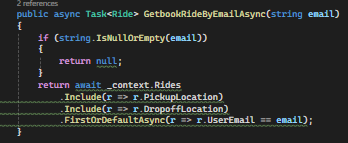 2 references
public async Task<Ride> GetbookRideByEmailAsync(string email)
{
if (string.IsNullOrEmpty(email))
{
return null;
}
return await _context.Rides
.Include(r => r.PickupLocation)
.Include(r => r.DropoffLocation)
.FirstOrDefaultAsync(r => r.UserEmail == email);
}